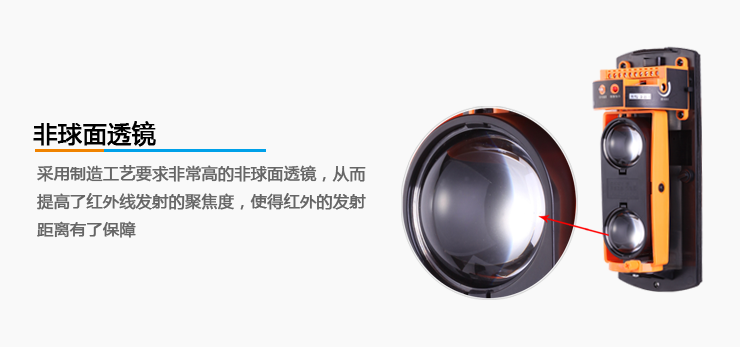 非球面透镜
采用制造工艺要求非常高的非球面透镜，从而
提高了红外线发射的聚焦度，使得红外的发射
距离有了保障